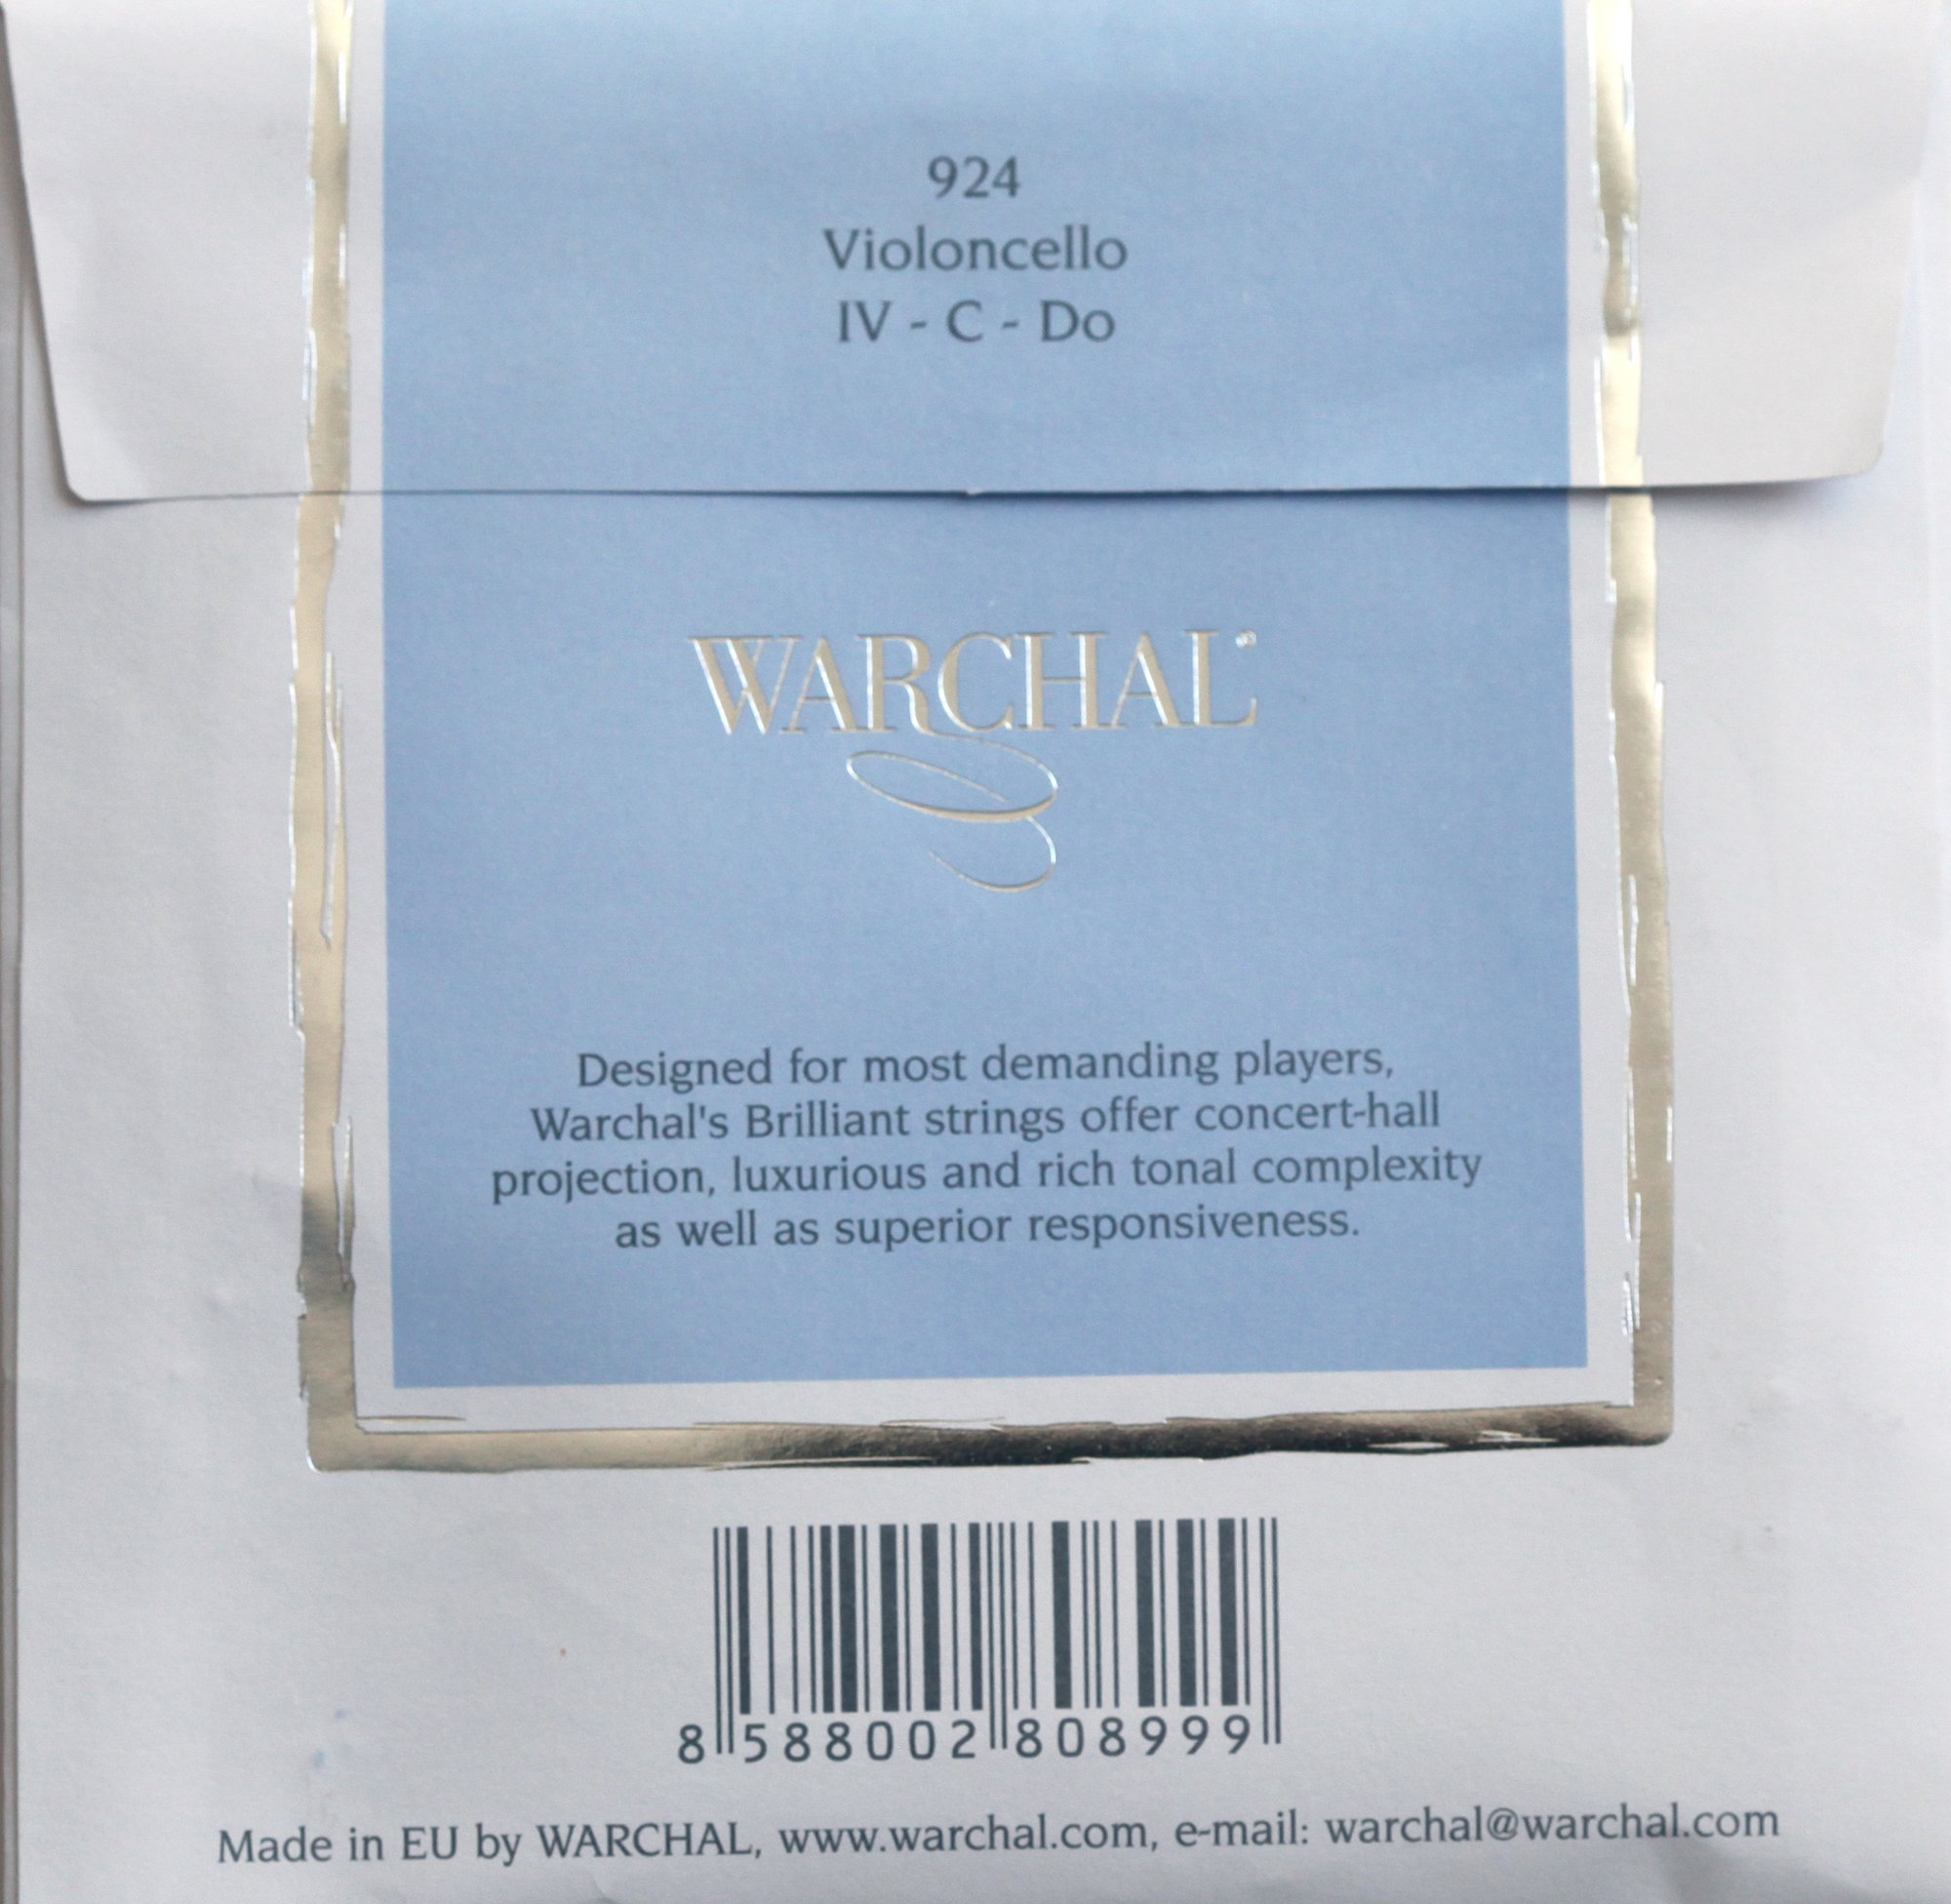 924
Violoncello
IV - C - Do
WARCHAL®
Designed for most demanding players,
Warchal's Brilliant strings offer concert-hall
projection, luxurious and rich tonal complexity
as well as superior responsiveness.
8 588002 808999
Made in EU by WARCHAL, www.warchal.com, e-mail: warchal@warchal.com